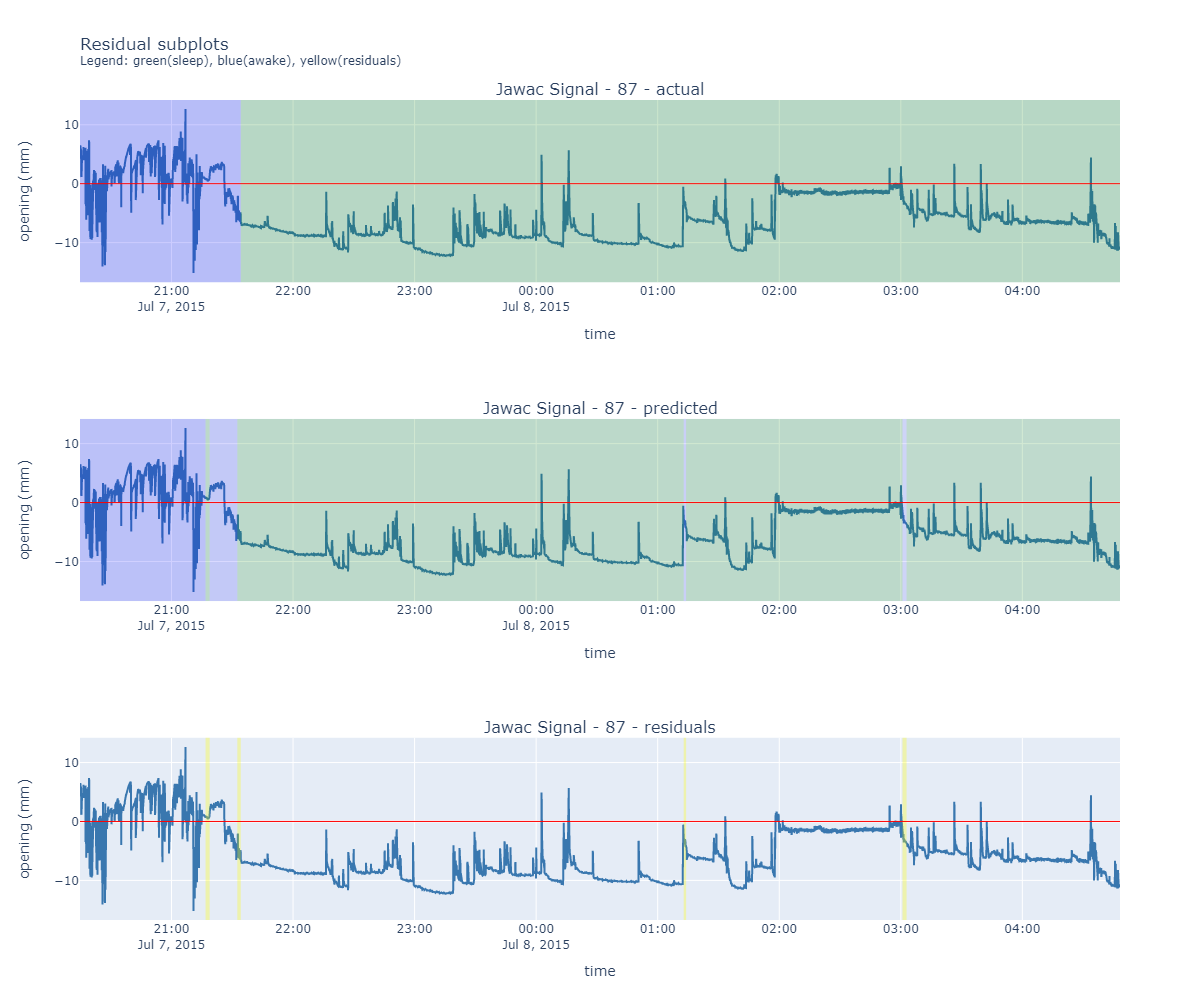 Residual subplots
Legend: green(sleep), blue(awake), yellow(residuals)
Jawac Signal - 87 - actual
opening (mm)
10
0
−10
21:00 22:00 23:00 00:00 01:00 02:00 03:00 04:00
Jul 7, 2015 Jul 8, 2015
time
Jawac Signal - 87 - predicted
opening (mm)
10
0
−10
21:00 22:00 23:00 00:00 01:00 02:00 03:00 04:00
Jul 7, 2015 Jul 8, 2015
time
Jawac Signal - 87 - residuals
opening (mm)
10
0
−10
21:00 22:00 23:00 00:00 01:00 02:00 03:00 04:00
Jul 7, 2015 Jul 8, 2015
time